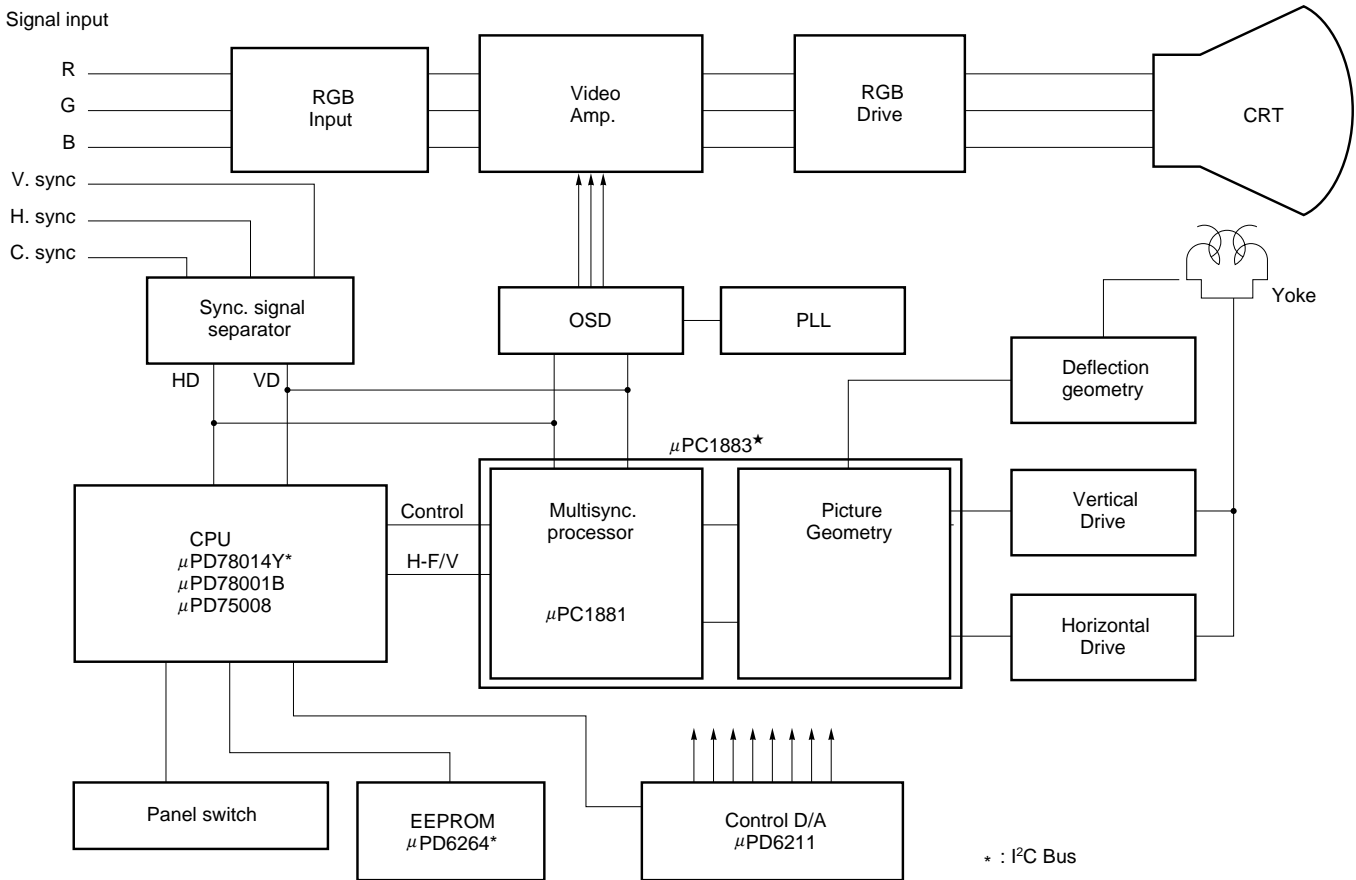 Signal input
R
G
B
V. sync
H. sync
C. sync
RGB
Input
Video
Amp.
RGB
Drive
CRT
Yoke
Sync. signal
separator
OSD
PLL
Deflection
geometry
HD
VD
μPC1883★
CPU
μPD78014Y*
μPD78001B
μPD75008
Control
H-F/V
Multisync.
processor
μPC1881
Picture
Geometry
Vertical
Drive
Horizontal
Drive
Panel switch
EEPROM
μPD6264*
Control D/A
μPD6211
* : I²C Bus